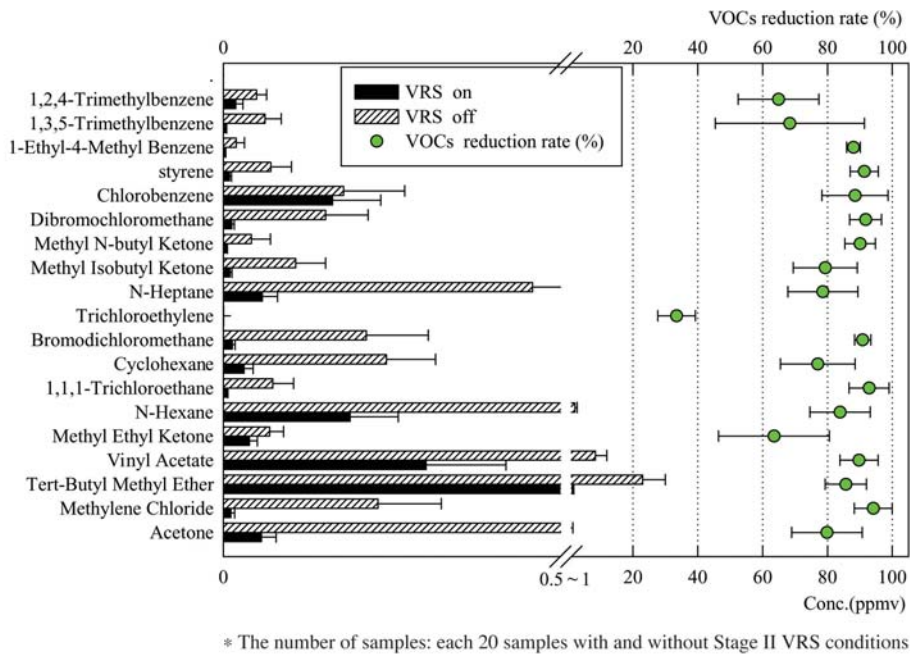 VOCs reduction rate (%)
0 20 40 60 80 100
VRS on
VRS off
VOCs reduction rate (%)
1,2,4-Trimethylbenzene
1,3,5-Trimethylbenzene
1-Ethyl-4-Methyl Benzene
styrene
Chlorobenzene
Dibromochloromethane
Methyl N-butyl Ketone
Methyl Isobutyl Ketone
N-Heptane
Trichloroethylene
Bromodichloromethane
Cyclohexane
1,1,1-Trichloroethane
N-Hexane
Methyl Ethyl Ketone
Vinyl Acetate
Tert-Butyl Methyl Ether
Methylene Chloride
Acetone
0 0.5 ~ 1 20 40 60 80 100
Conc.(ppmv)
* The number of samples: each 20 samples with and without Stage II VRS conditions